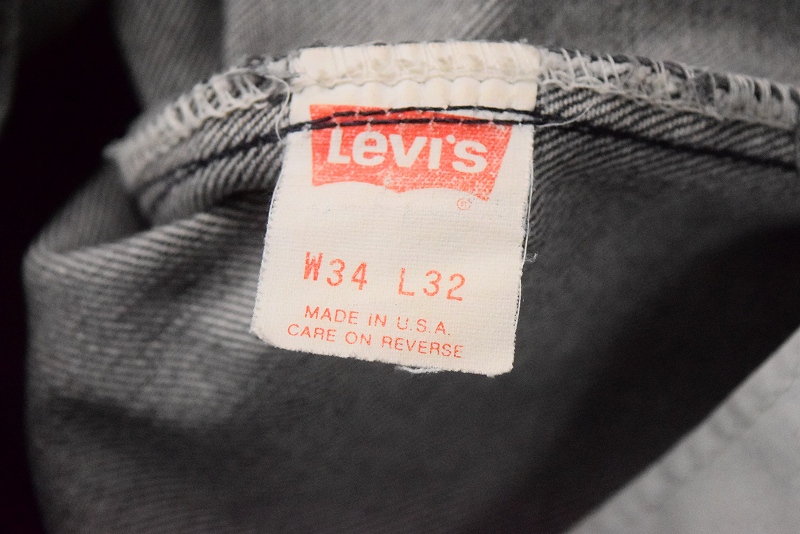 Levi's
®
W34 L32
MADE IN U.S.A.
CARE ON REVERSE